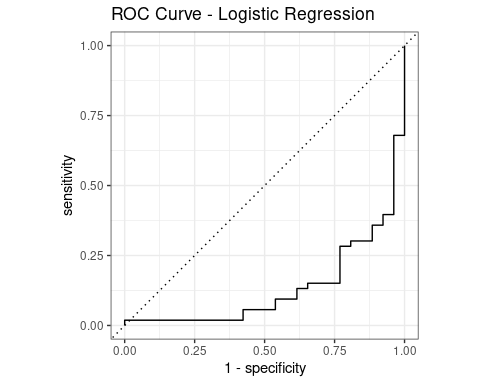 ROC Curve - Logistic Regression
1.00
0.75
0.50
0.25
0.00
sensitivity
0.00 0.25 0.50 0.75 1.00
1 - specificity